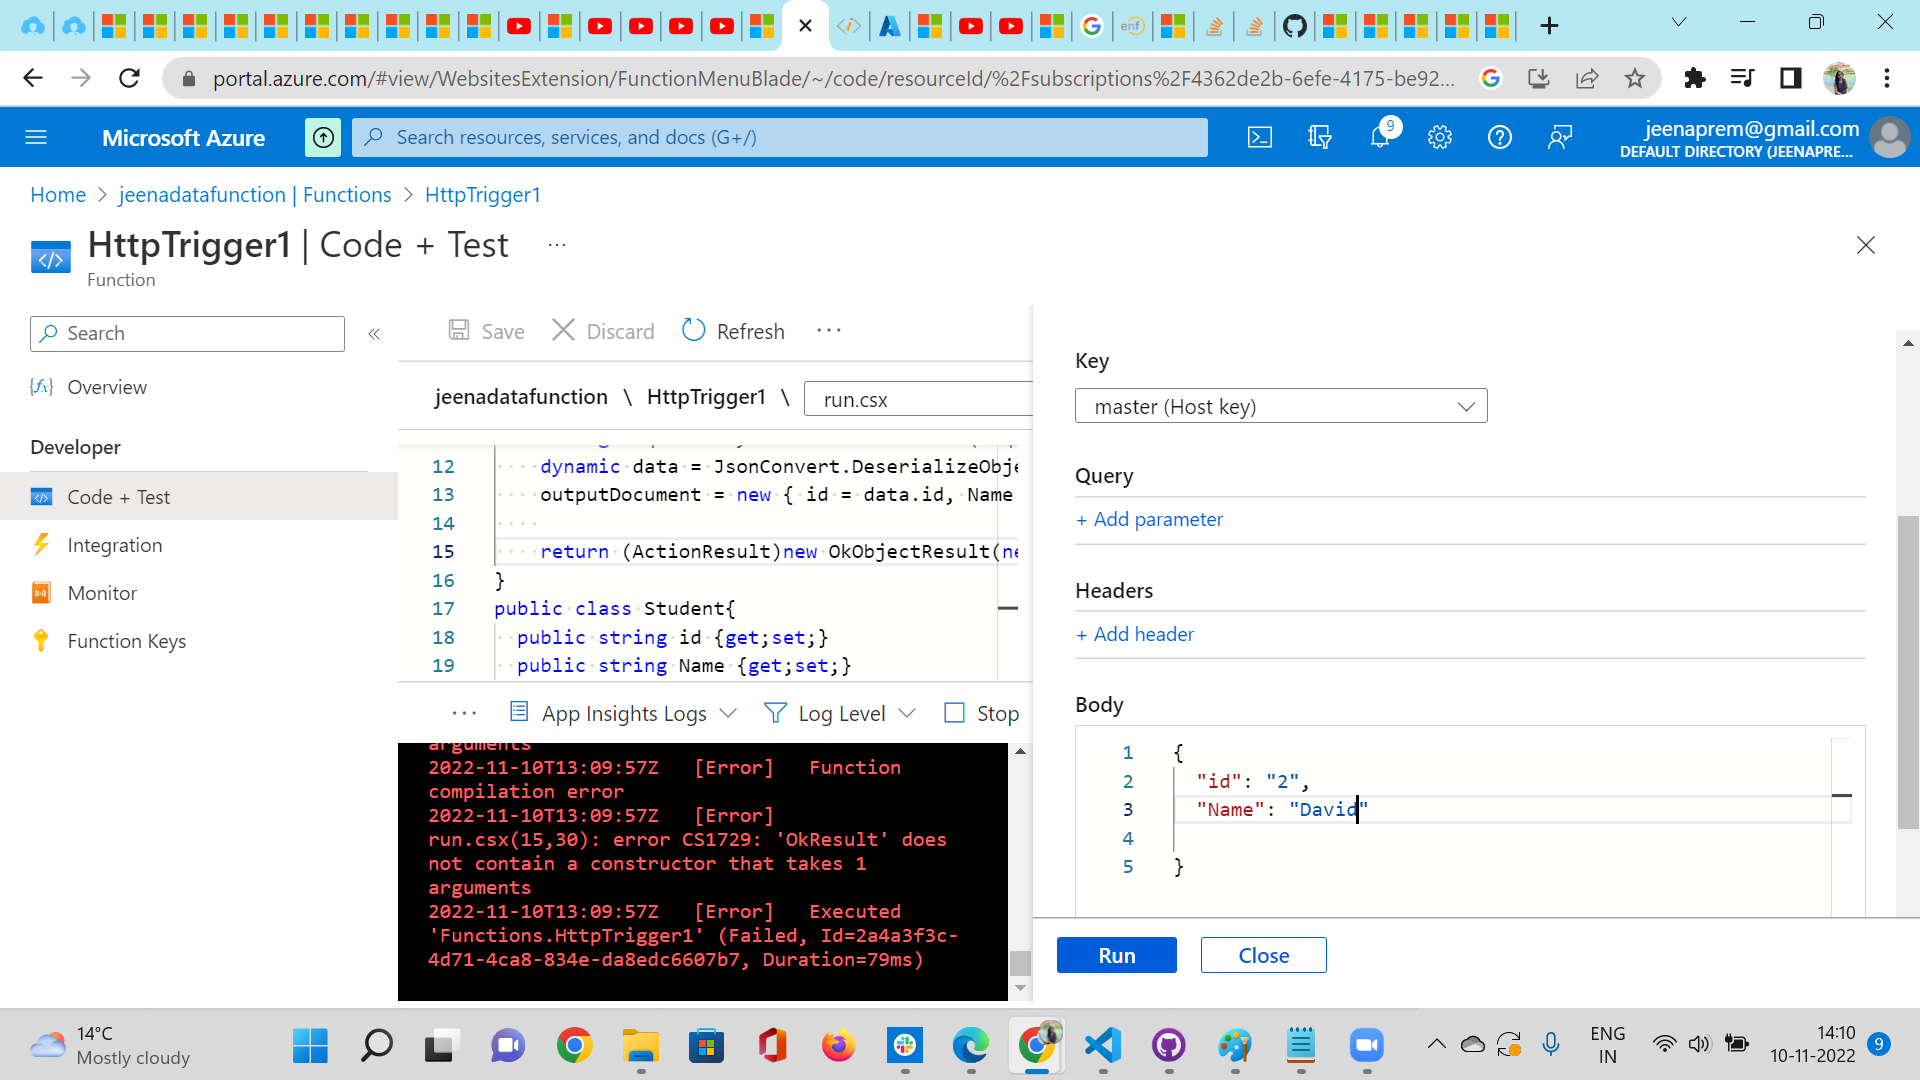 enf
portal.azure.com/#view/WebsitesExtension/FunctionMenuBlade/~/code/resourceId/%2Fsubscriptions%2F4362de2b-6efe-4175-be92...
Microsoft Azure
Search resources, services, and docs (G+/)
9
jeenaprem@gmail.com
DEFAULT DIRECTORY (JEENAPRE...
Home > jeenadatafunction | Functions > HttpTrigger1
HttpTrigger1 | Code + Test ...
Function
Search
«
Overview
Developer
Code + Test
Integration
Monitor
Function Keys
Save
Discard
Refresh
...
jeenadatafunction \ HttpTrigger1 \ run.csx
12 dynamic data = JsonConvert.DeserializeObje
13 outputDocument = new { id = data.id, Name
14
15 return (ActionResult)new OkObjectResult(ne
16 }
17 public class Student{
18 public string id {get;set;}
19 public string Name {get;set;}
... App Insights Logs Log Level Stop
arguments
2022-11-10T13:09:57Z [Error] Function
compilation error
2022-11-10T13:09:57Z [Error]
run.csx(15,30): error CS1729: 'OkResult' does
not contain a constructor that takes 1
arguments
2022-11-10T13:09:57Z [Error] Executed
'Functions.HttpTrigger1' (Failed, Id=2a4a3f3c-
4d71-4ca8-834e-da8edc6607b7, Duration=79ms)
Key
master (Host key)
Query
+ Add parameter
Headers
+ Add header
Body
1 {
2 "id": "2",
3 "Name": "David"
4
5 }
Run
Close
14°C
Mostly cloudy
ENG
IN
14:10
10-11-2022
9